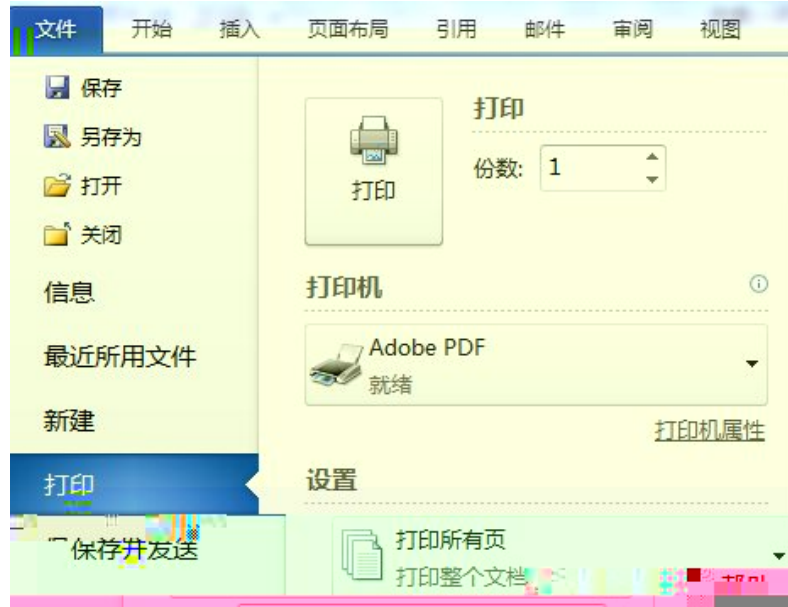 文件 开始 插入 页面布局 引用 邮件 审阅 视图
保存
另存为
打开
关闭
信息
最近所用文件
新建
打印
保存并发送
打印
打印
份数: 1
打印机
Adobe PDF
就绪
打印机属性
设置
打印所有页
打印整个文档